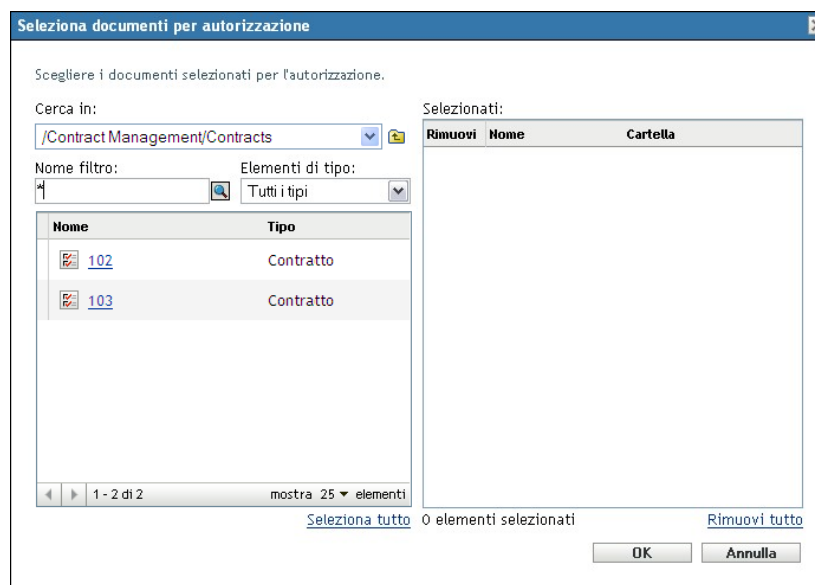 Seleziona documenti per autorizzazione
Scegliere i documenti selezionati per l'autorizzazione.
Cerca in:
/Contract Management/Contracts
Nome filtro:
Elementi di tipo:
*
Tutti i tipi
Nome Tipo
102 Contratto
103 Contratto
1 - 2 di 2 mostra 25 elementi
Seleziona tutto
Selezionati:
Rimuovi Nome Cartella
0 elementi selezionati
Rimuovi tutto
OK
Annulla